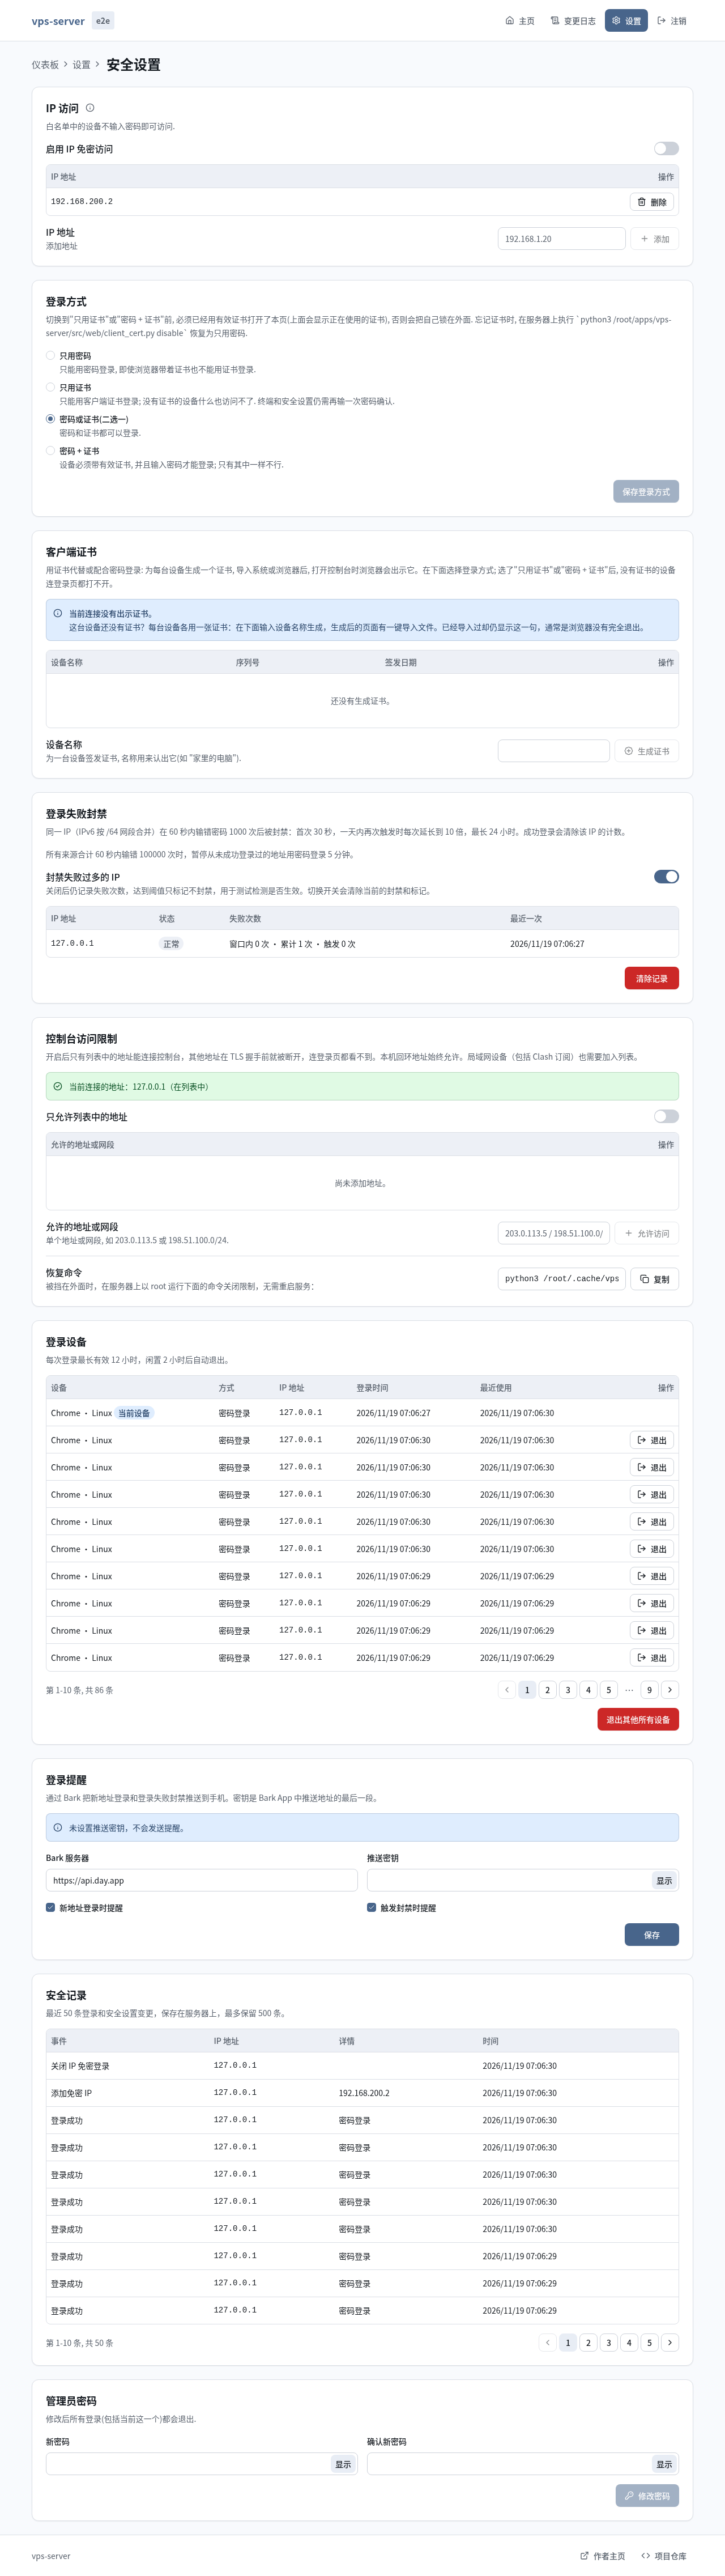 vps-server e2e 主页 变更日志 设置 注销
仪表板 设置 安全设置
IP 访问
白名单中的设备不输入密码即可访问.
启用 IP 免密访问
IP 地址 操作
192.168.200.2 删除
IP 地址
添加地址
192.168.1.20 添加
登录方式
切换到"只用证书"或"密码 + 证书"前, 必须已经用有效证书打开了本页(上面会显示正在使用的证书), 否则会把自己锁在外面. 忘记证书时, 在服务器上执行 `python3 /root/apps/vps-
server/src/web/client_cert.py disable` 恢复为只用密码.
只用密码
只能用密码登录, 即使浏览器带着证书也不能用证书登录.
只用证书
只能用客户端证书登录; 没有证书的设备什么也访问不了. 终端和安全设置仍需再输一次密码确认.
密码或证书(二选一)
密码和证书都可以登录.
密码 + 证书
设备必须带有效证书, 并且输入密码才能登录; 只有其中一样不行.
保存登录方式
客户端证书
用证书代替或配合密码登录: 为每台设备生成一个证书, 导入系统或浏览器后, 打开控制台时浏览器会出示它。在下面选择登录方式; 选了"只用证书"或"密码 + 证书"后, 没有证书的设备
连登录页都打不开。
当前连接没有出示证书。
这台设备还没有证书？每台设备各用一张证书：在下面输入设备名称生成，生成后的页面有一键导入文件。已经导入过却仍显示这一句，通常是浏览器没有完全退出。
设备名称 序列号 签发日期 操作
还没有生成证书。
设备名称
为一台设备签发证书, 名称用来认出它(如 "家里的电脑").
生成证书
登录失败封禁
同一 IP（IPv6 按 /64 网段合并）在 60 秒内输错密码 1000 次后被封禁：首次 30 秒，一天内再次触发时每次延长到 10 倍，最长 24 小时。成功登录会清除该 IP 的计数。
所有来源合计 60 秒内输错 100000 次时，暂停从未成功登录过的地址用密码登录 5 分钟。
封禁失败过多的 IP
关闭后仍记录失败次数，达到阈值只标记不封禁，用于测试检测是否生效。切换开关会清除当前的封禁和标记。
IP 地址 状态 失败次数 最近一次
127.0.0.1 正常 窗口内 0 次 · 累计 1 次 · 触发 0 次 2026/11/19 07:06:27
清除记录
控制台访问限制
开启后只有列表中的地址能连接控制台，其他地址在 TLS 握手前就被断开，连登录页都看不到。本机回环地址始终允许。局域网设备（包括 Clash 订阅）也需要加入列表。
当前连接的地址：127.0.0.1（在列表中）
只允许列表中的地址
允许的地址或网段 操作
尚未添加地址。
允许的地址或网段
单个地址或网段, 如 203.0.113.5 或 198.51.100.0/24.
203.0.113.5 / 198.51.100.0/ 允许访问
恢复命令
被挡在外面时，在服务器上以 root 运行下面的命令关闭限制，无需重启服务：
python3 /root/.cache/vps 复制
登录设备
每次登录最长有效 12 小时，闲置 2 小时后自动退出。
设备 方式 IP 地址 登录时间 最近使用 操作
Chrome · Linux 当前设备 密码登录 127.0.0.1 2026/11/19 07:06:27 2026/11/19 07:06:30
Chrome · Linux 密码登录 127.0.0.1 2026/11/19 07:06:30 2026/11/19 07:06:30 退出
Chrome · Linux 密码登录 127.0.0.1 2026/11/19 07:06:30 2026/11/19 07:06:30 退出
Chrome · Linux 密码登录 127.0.0.1 2026/11/19 07:06:30 2026/11/19 07:06:30 退出
Chrome · Linux 密码登录 127.0.0.1 2026/11/19 07:06:30 2026/11/19 07:06:30 退出
Chrome · Linux 密码登录 127.0.0.1 2026/11/19 07:06:30 2026/11/19 07:06:30 退出
Chrome · Linux 密码登录 127.0.0.1 2026/11/19 07:06:29 2026/11/19 07:06:29 退出
Chrome · Linux 密码登录 127.0.0.1 2026/11/19 07:06:29 2026/11/19 07:06:29 退出
Chrome · Linux 密码登录 127.0.0.1 2026/11/19 07:06:29 2026/11/19 07:06:29 退出
Chrome · Linux 密码登录 127.0.0.1 2026/11/19 07:06:29 2026/11/19 07:06:29 退出
第 1-10 条, 共 86 条 1 2 3 4 5 ··· 9
退出其他所有设备
登录提醒
通过 Bark 把新地址登录和登录失败封禁推送到手机。密钥是 Bark App 中推送地址的最后一段。
未设置推送密钥，不会发送提醒。
Bark 服务器 推送密钥
https://api.day.app 显示
新地址登录时提醒 触发封禁时提醒
保存
安全记录
最近 50 条登录和安全设置变更，保存在服务器上，最多保留 500 条。
事件 IP 地址 详情 时间
关闭 IP 免密登录 127.0.0.1 2026/11/19 07:06:30
添加免密 IP 127.0.0.1 192.168.200.2 2026/11/19 07:06:30
登录成功 127.0.0.1 密码登录 2026/11/19 07:06:30
登录成功 127.0.0.1 密码登录 2026/11/19 07:06:30
登录成功 127.0.0.1 密码登录 2026/11/19 07:06:30
登录成功 127.0.0.1 密码登录 2026/11/19 07:06:30
登录成功 127.0.0.1 密码登录 2026/11/19 07:06:30
登录成功 127.0.0.1 密码登录 2026/11/19 07:06:29
登录成功 127.0.0.1 密码登录 2026/11/19 07:06:29
登录成功 127.0.0.1 密码登录 2026/11/19 07:06:29
第 1-10 条, 共 50 条 1 2 3 4 5
管理员密码
修改后所有登录(包括当前这一个)都会退出.
新密码 确认新密码
显示 显示
修改密码
vps-server 作者主页 项目仓库